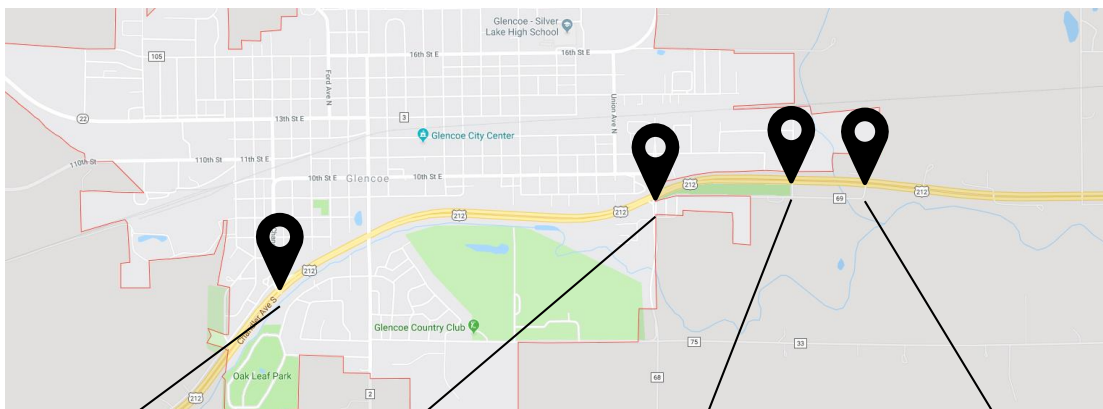 Glencoe - Silver
Lake High School
105
16th St E
16th St E
Ford Ave N
Union Ave N
22
13th St E
3
Glencoe City Center
110th St
110th St
11th St E
10th St E
Glencoe
10th St E
212
212
212
69
212
212
212
Chandler Ave S
Glencoe Country Club
75
33
Oak Leaf Park
68
2
212